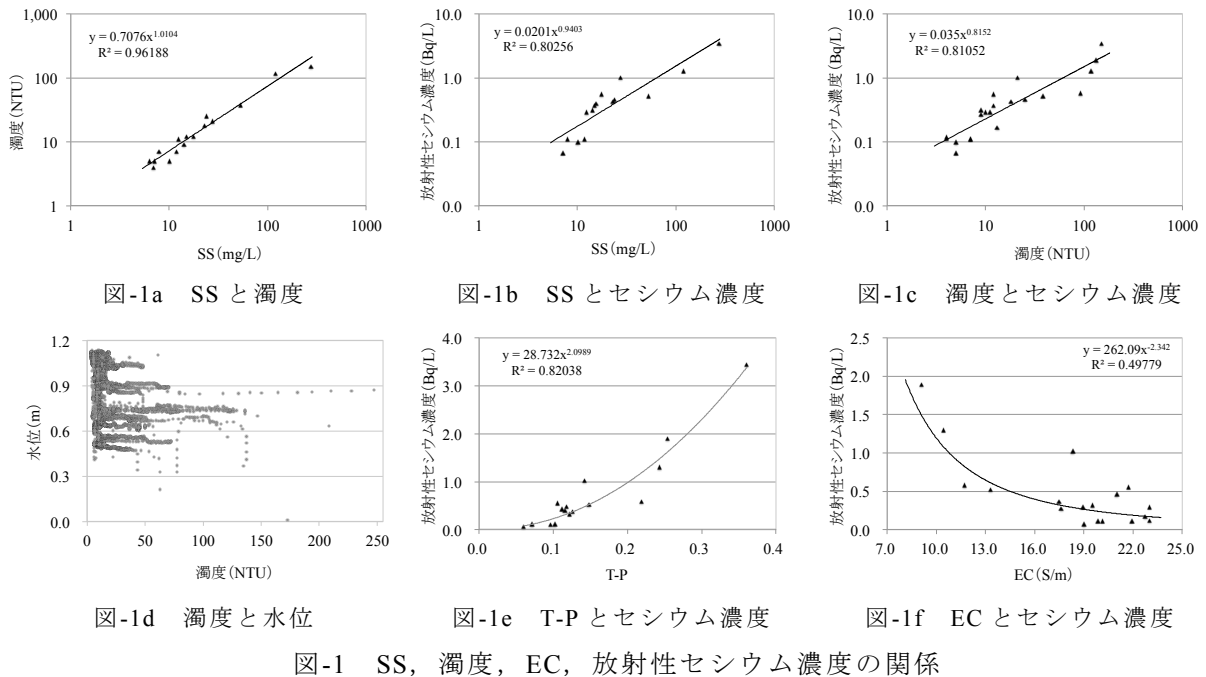 1,000
100
10
1
濁度(NTU)
y = 0.7076x^1.0104
R² = 0.96188
1 10 100 1000
SS(mg/L)
図-1a SSと濁度
10.0
1.0
0.1
0.0
放射性セシウム濃度(Bq/L)
y = 0.0201x^0.9403
R² = 0.80256
1 10 100 1000
SS(mg/L)
図-1b SSとセシウム濃度
10.0
1.0
0.1
0.0
放射性セシウム濃度(Bq/L)
y = 0.035x^0.8152
R² = 0.81052
1 10 100 1000
濁度(NTU)
図-1c 濁度とセシウム濃度
1.2
0.9
0.6
0.3
0.0
水位(m)
0 50 100 150 200 250
濁度(NTU)
図-1d 濁度と水位
4.0
3.0
2.0
1.0
0.0
放射性セシウム濃度(Bq/L)
y = 28.732x^2.0989
R² = 0.82038
0.0 0.1 0.2 0.3 0.4
T-P
図-1e T-Pとセシウム濃度
2.5
2.0
1.5
1.0
0.5
0.0
放射性セシウム濃度(Bq/L)
y = 262.09x^-2.342
R² = 0.49779
7.0 10.0 13.0 16.0 19.0 22.0 25.0
EC(S/m)
図-1f ECとセシウム濃度
図-1 SS，濁度，EC，放射性セシウム濃度の関係